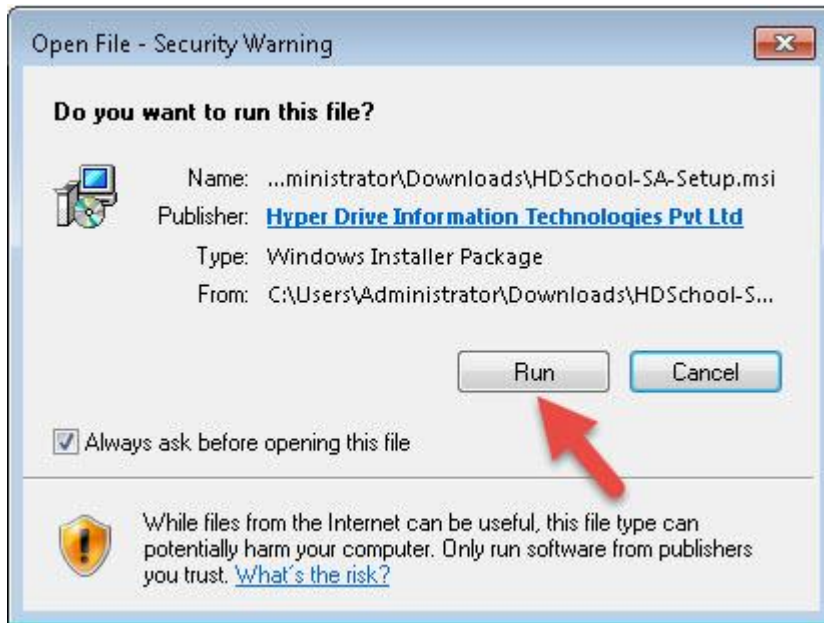 Open File - Security Warning
Do you want to run this file?
Name: ...ministrator\Downloads\HDSchool-SA-Setup.msi
Publisher: Hyper Drive Information Technologies Pvt Ltd
Type: Windows Installer Package
From: C:\Users\Administrator\Downloads\HDSchool-S...
Run Cancel
Always ask before opening this file
While files from the Internet can be useful, this file type can
potentially harm your computer. Only run software from publishers
you trust. What's the risk?